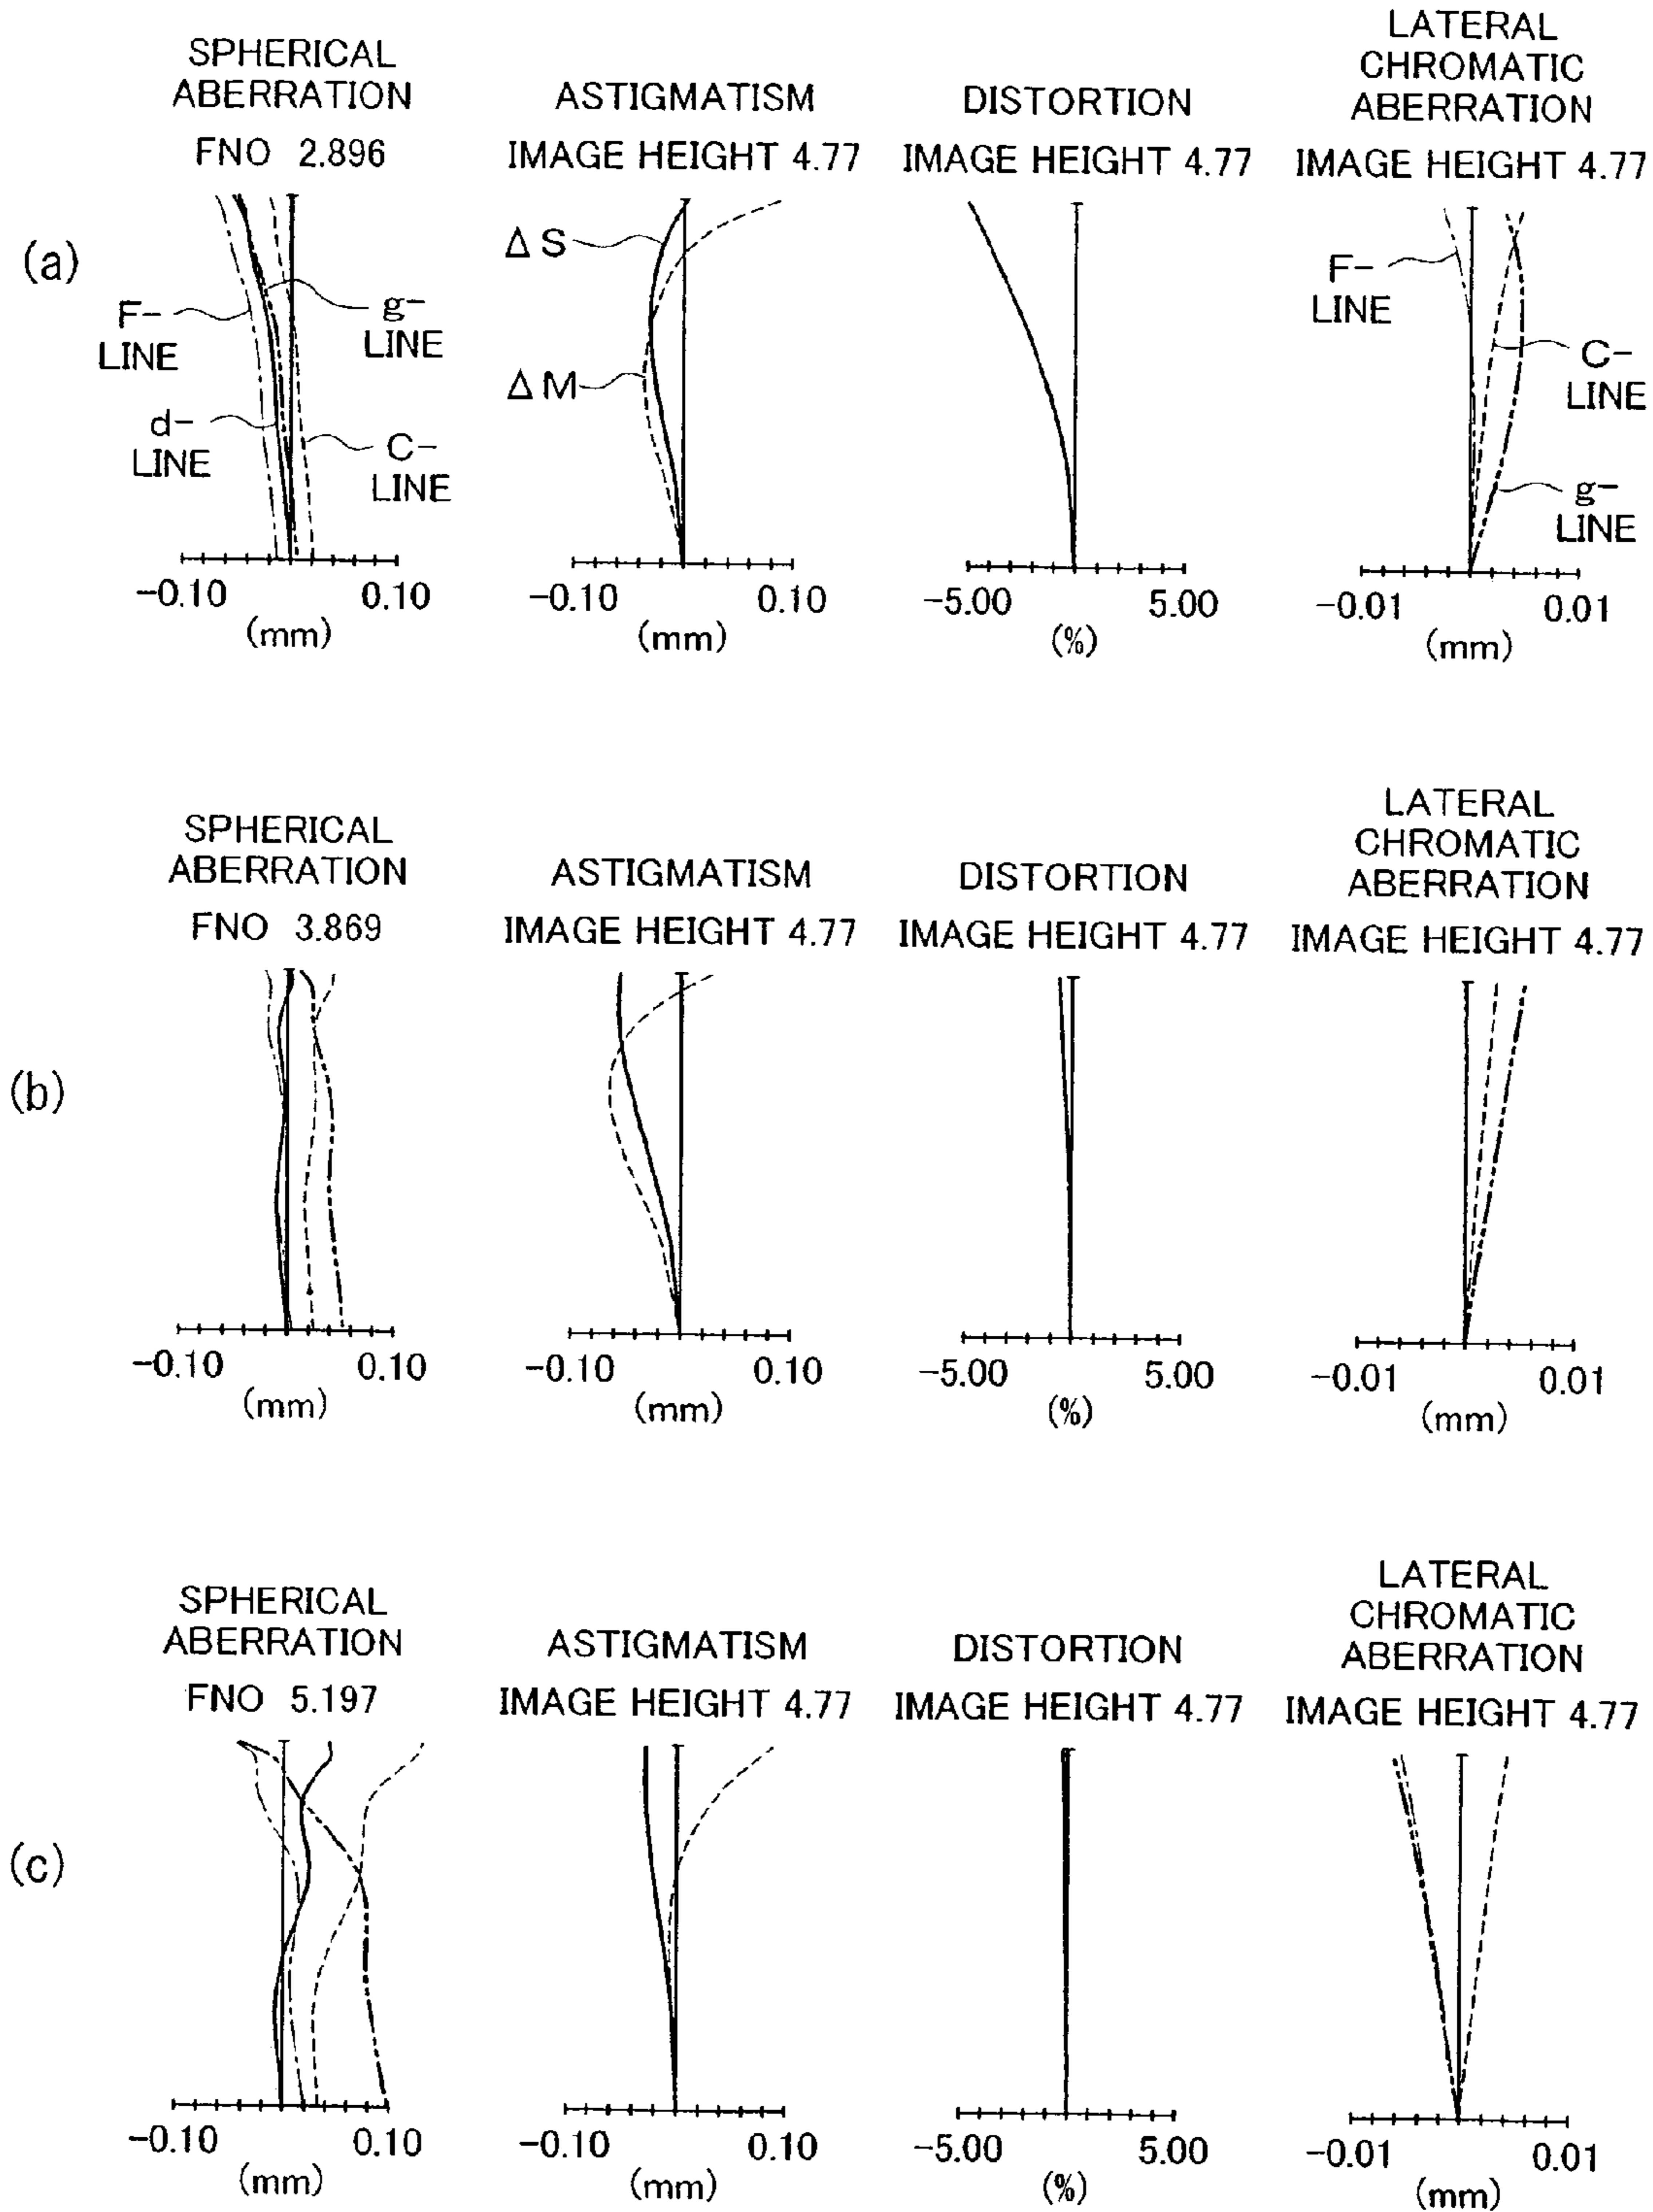 SPHERICAL
ABERRATION
FNO 2.896
ASTIGMATISM
IMAGE HEIGHT 4.77
DISTORTION
IMAGE HEIGHT 4.77
LATERAL
CHROMATIC
ABERRATION
IMAGE HEIGHT 4.77
(a)
F-
LINE
g-
LINE
d-
LINE
C-
LINE
-0.10
0.10
(mm)
ΔS
ΔM
-0.10
0.10
(mm)
-5.00
5.00
(%)
F-
LINE
C-
LINE
g-
LINE
-0.01
0.01
(mm)
SPHERICAL
ABERRATION
FNO 3.869
ASTIGMATISM
IMAGE HEIGHT 4.77
DISTORTION
IMAGE HEIGHT 4.77
LATERAL
CHROMATIC
ABERRATION
IMAGE HEIGHT 4.77
(b)
-0.10
0.10
(mm)
-0.10
0.10
(mm)
-5.00
5.00
(%)
-0.01
0.01
(mm)
SPHERICAL
ABERRATION
FNO 5.197
ASTIGMATISM
IMAGE HEIGHT 4.77
DISTORTION
IMAGE HEIGHT 4.77
LATERAL
CHROMATIC
ABERRATION
IMAGE HEIGHT 4.77
(c)
-0.10
0.10
(mm)
-0.10
0.10
(mm)
-5.00
5.00
(%)
-0.01
0.01
(mm)